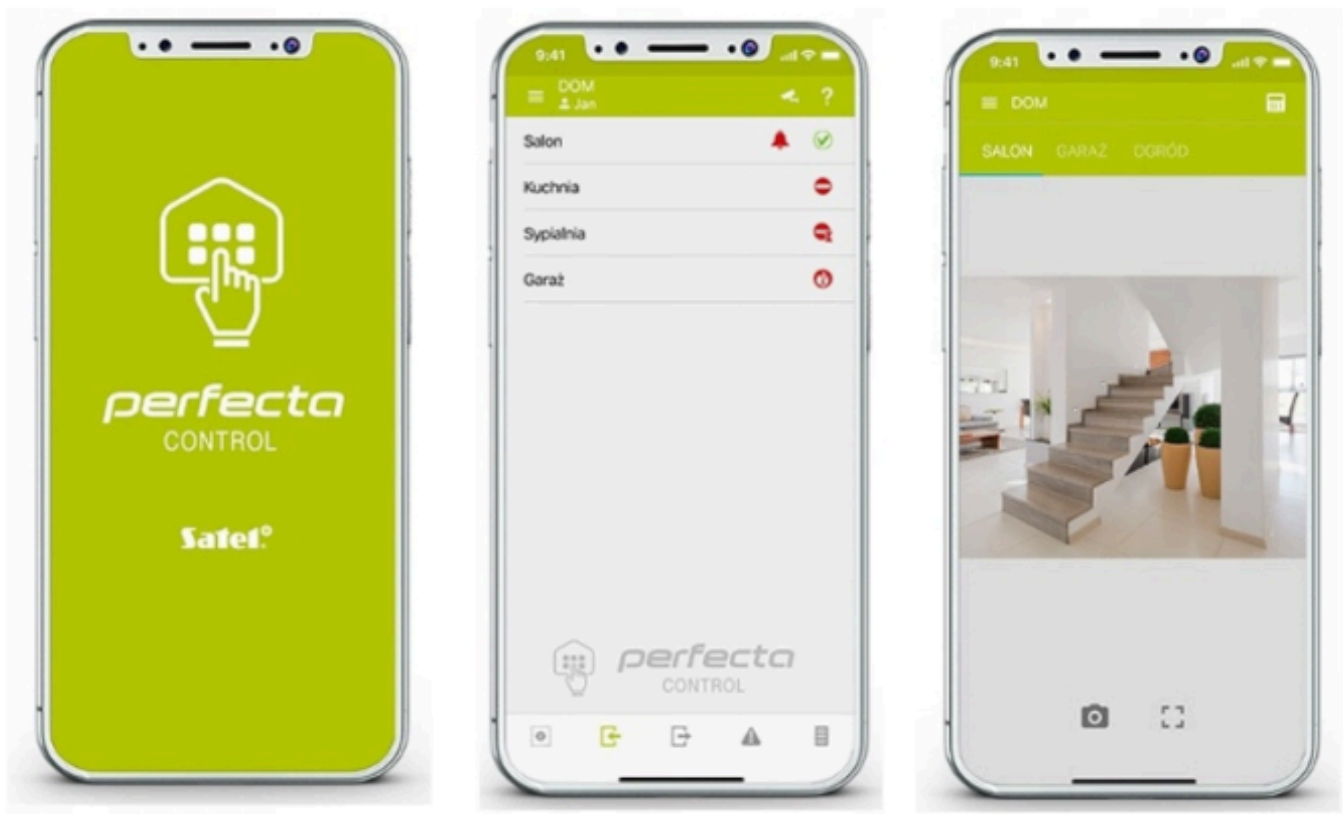 perfecta
CONTROL
Satel®
9:41
DOM
Jan
?
Salon
Kuchnia
Sypialnia
Garaż
perfecta
CONTROL
9:41
DOM
SALON GARAŻ OGRÓD